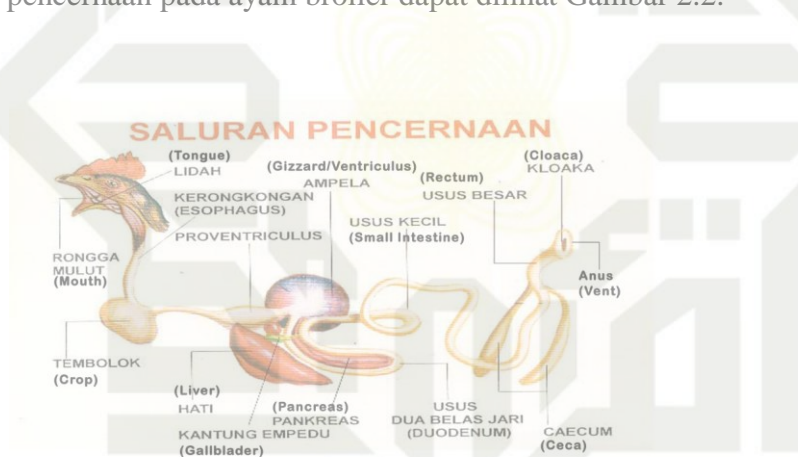 pencernaan pada ayam broiler dapat dilihat Gambar 2.2.
SALURAN PENCERNAAN
(Tongue)
LIDAH
(Gizzard/Ventriculus)
AMPELA
(Rectum)
USUS BESAR
(Cloaca)
KLOAKA
KERONGKONGAN
(ESOPHAGUS)
PROVENTRICULUS
USUS KECIL
(Small Intestine)
RONGGA
MULUT
(Mouth)
Anus
(Vent)
TEMBOLOK
(Crop)
(Liver)
HATI
(Pancreas)
PANKREAS
KANTUNG EMPEDU
(Gallblader)
USUS
DUA BELAS JARI
(DUODENUM)
CAECUM
(Ceca)